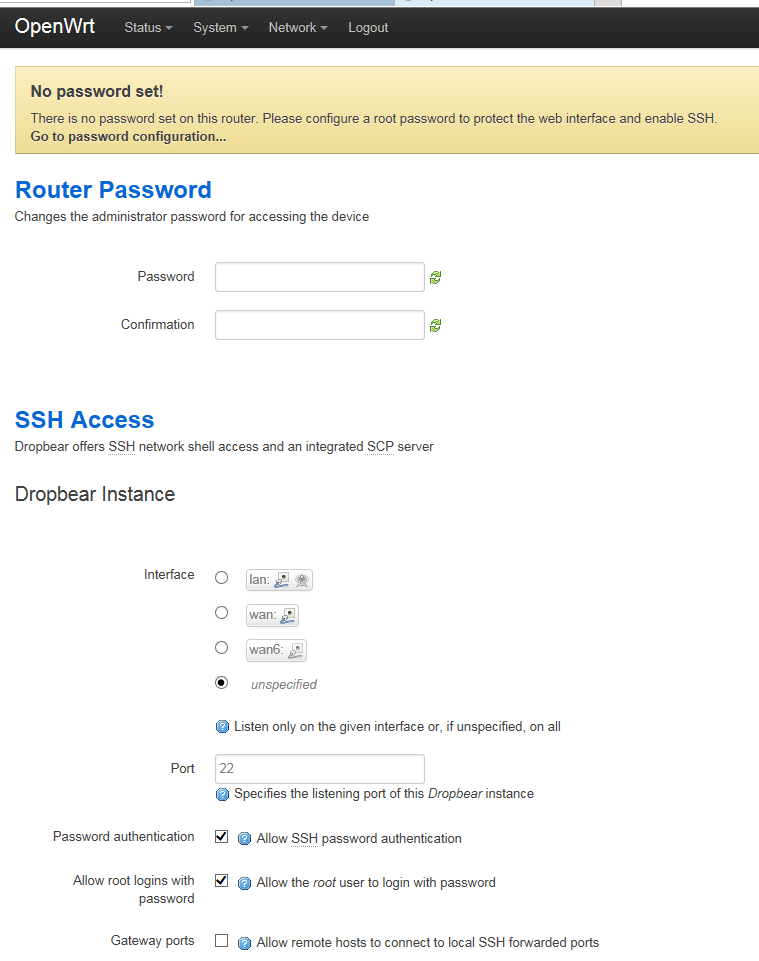 OpenWrt Status System Network Logout
No password set!
There is no password set on this router. Please configure a root password to protect the web interface and enable SSH.
Go to password configuration...
Router Password
Changes the administrator password for accessing the device
Password
Confirmation
SSH Access
Dropbear offers SSH network shell access and an integrated SCP server
Dropbear Instance
Interface
lan:
wan:
wan6:
unspecified
Listen only on the given interface or, if unspecified, on all
Port 22
Specifies the listening port of this Dropbear instance
Password authentication Allow SSH password authentication
Allow root logins with
password
Allow the root user to login with password
Gateway ports Allow remote hosts to connect to local SSH forwarded ports